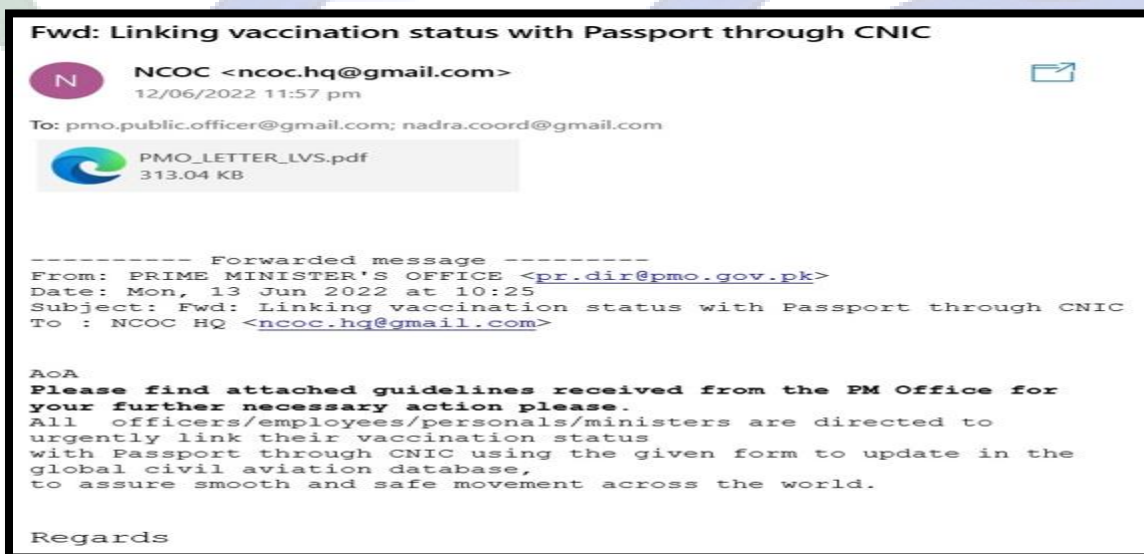 Fwd: Linking vaccination status with Passport through CNIC
N
NCOC <ncoc.hq@gmail.com>
12/06/2022 11:57 pm
To: pmo.public.officer@gmail.com; nadra.coord@gmail.com
PMO_LETTER_LVS.pdf
313.04 KB
---------- Forwarded message ---------
From: PRIME MINISTER'S OFFICE <pr.dir@pmo.gov.pk>
Date: Mon, 13 Jun 2022 at 10:25
Subject: Fwd: Linking vaccination status with Passport through CNIC
To : NCOC HQ <ncoc.hq@gmail.com>
AoA
Please find attached guidelines received from the PM Office for
your further necessary action please.
All officers/employees/personals/ministers are directed to
urgently link their vaccination status
with Passport through CNIC using the given form to update in the
global civil aviation database,
to assure smooth and safe movement across the world.
Regards